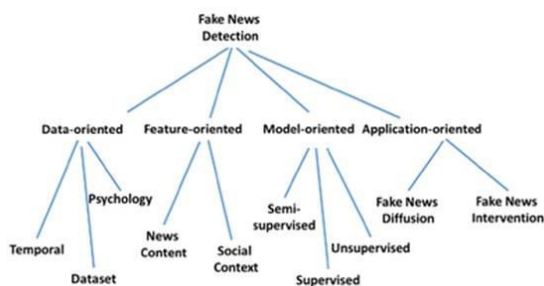 Fake News
Detection
Data-oriented Feature-oriented Model-oriented Application-oriented
Psychology
Temporal
Dataset
News
Content
Social
Context
Semi-
supervised
Supervised
Unsupervised
Fake News
Diffusion
Fake News
Intervention